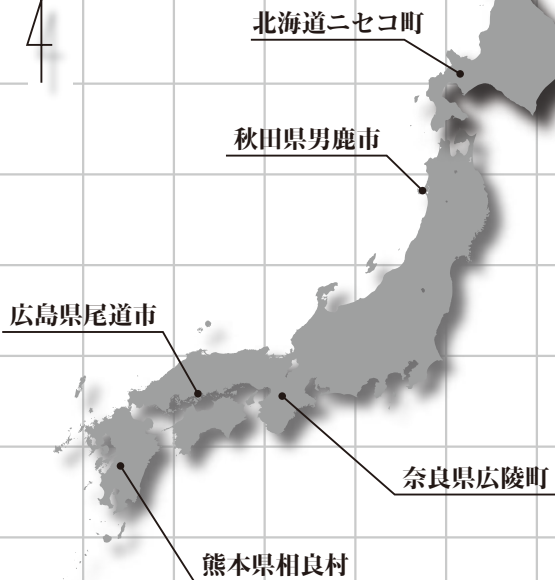 北海道ニセコ町
秋田県男鹿市
広島県尾道市
奈良県広陵町
熊本県相良村